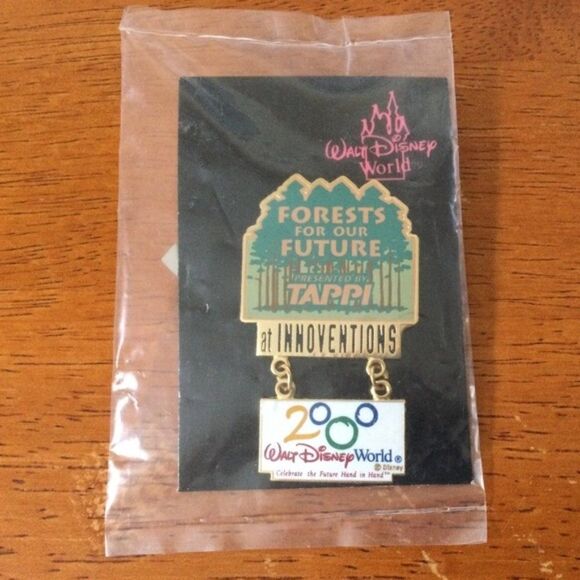 Walt Disney
World
FORESTS
FOR OUR
FUTURE
PRESENTED BY
TAPPI
at INNOVENTIONS
2000
Walt Disney World®
© Disney
Celebrate the Future Hand in Hand™